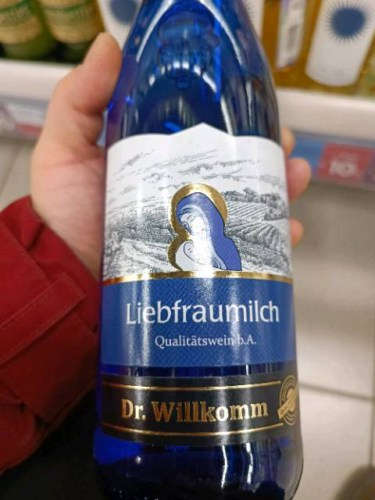 Liebfraumilch
Qualitätswein b.A.
Dr. Willkomm